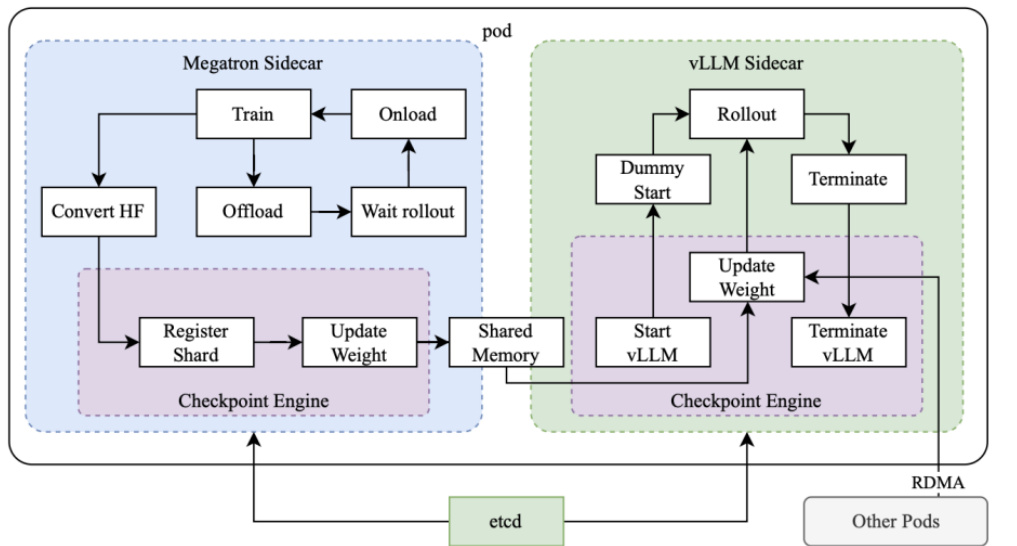 pod
Megatron Sidecar
Train
Onload
Convert HF
Offload
Wait rollout
Register
Shard
Update
Weight
Checkpoint Engine
Shared
Memory
vLLM Sidecar
Rollout
Dummy
Start
Terminate
Update
Weight
Start
vLLM
Terminate
vLLM
Checkpoint Engine
RDMA
etcd
Other Pods